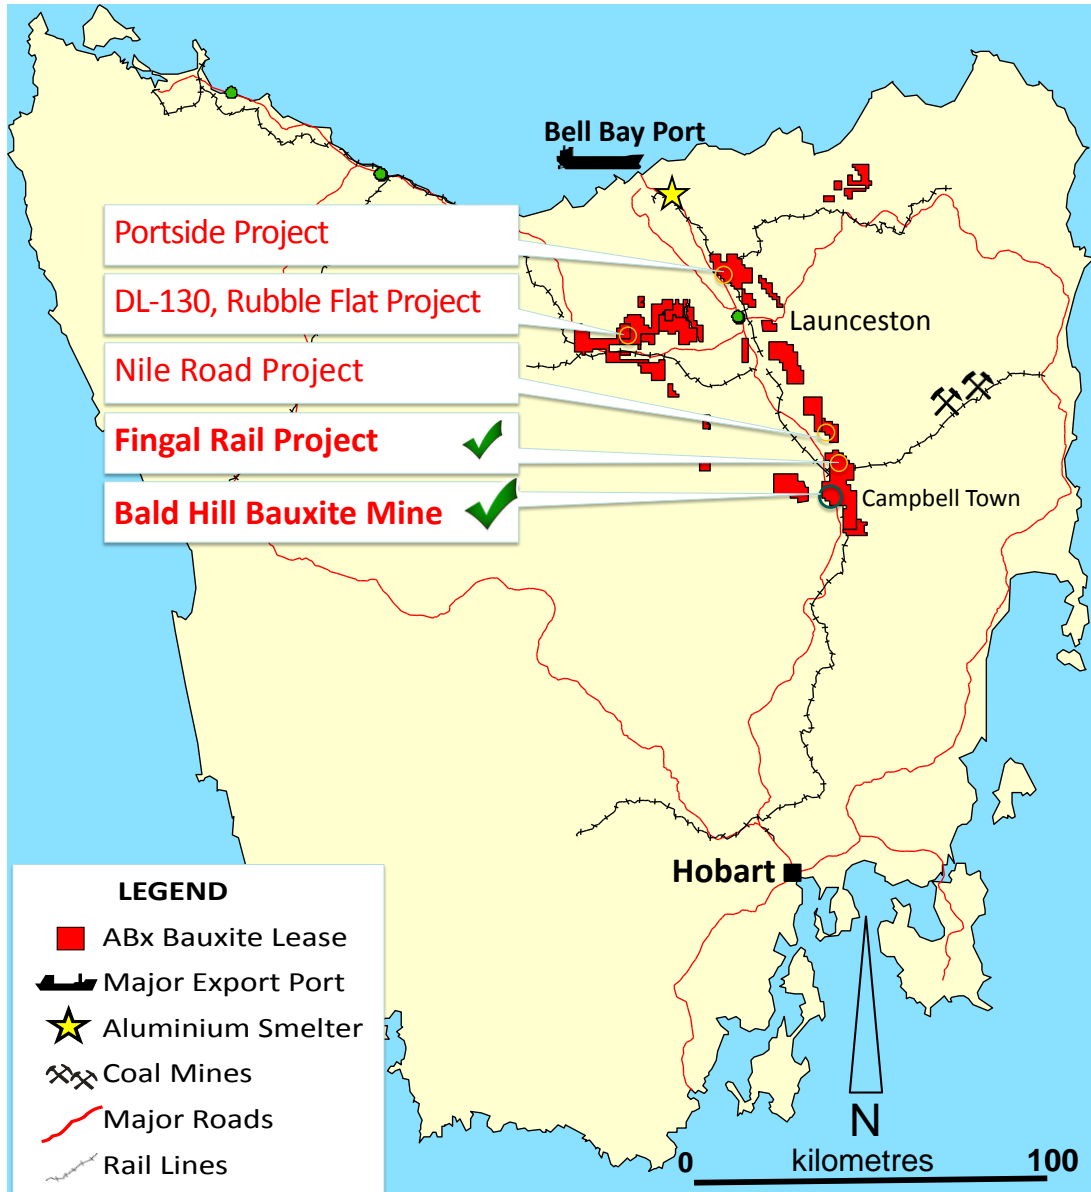 Bell Bay Port
Portside Project
DL-130, Rubble Flat Project
Launceston
Nile Road Project
Fingal Rail Project
Bald Hill Bauxite Mine
Campbell Town
Hobart
LEGEND
ABx Bauxite Lease
Major Export Port
Aluminium Smelter
Coal Mines
Major Roads
Rail Lines
N
0 kilometres 100